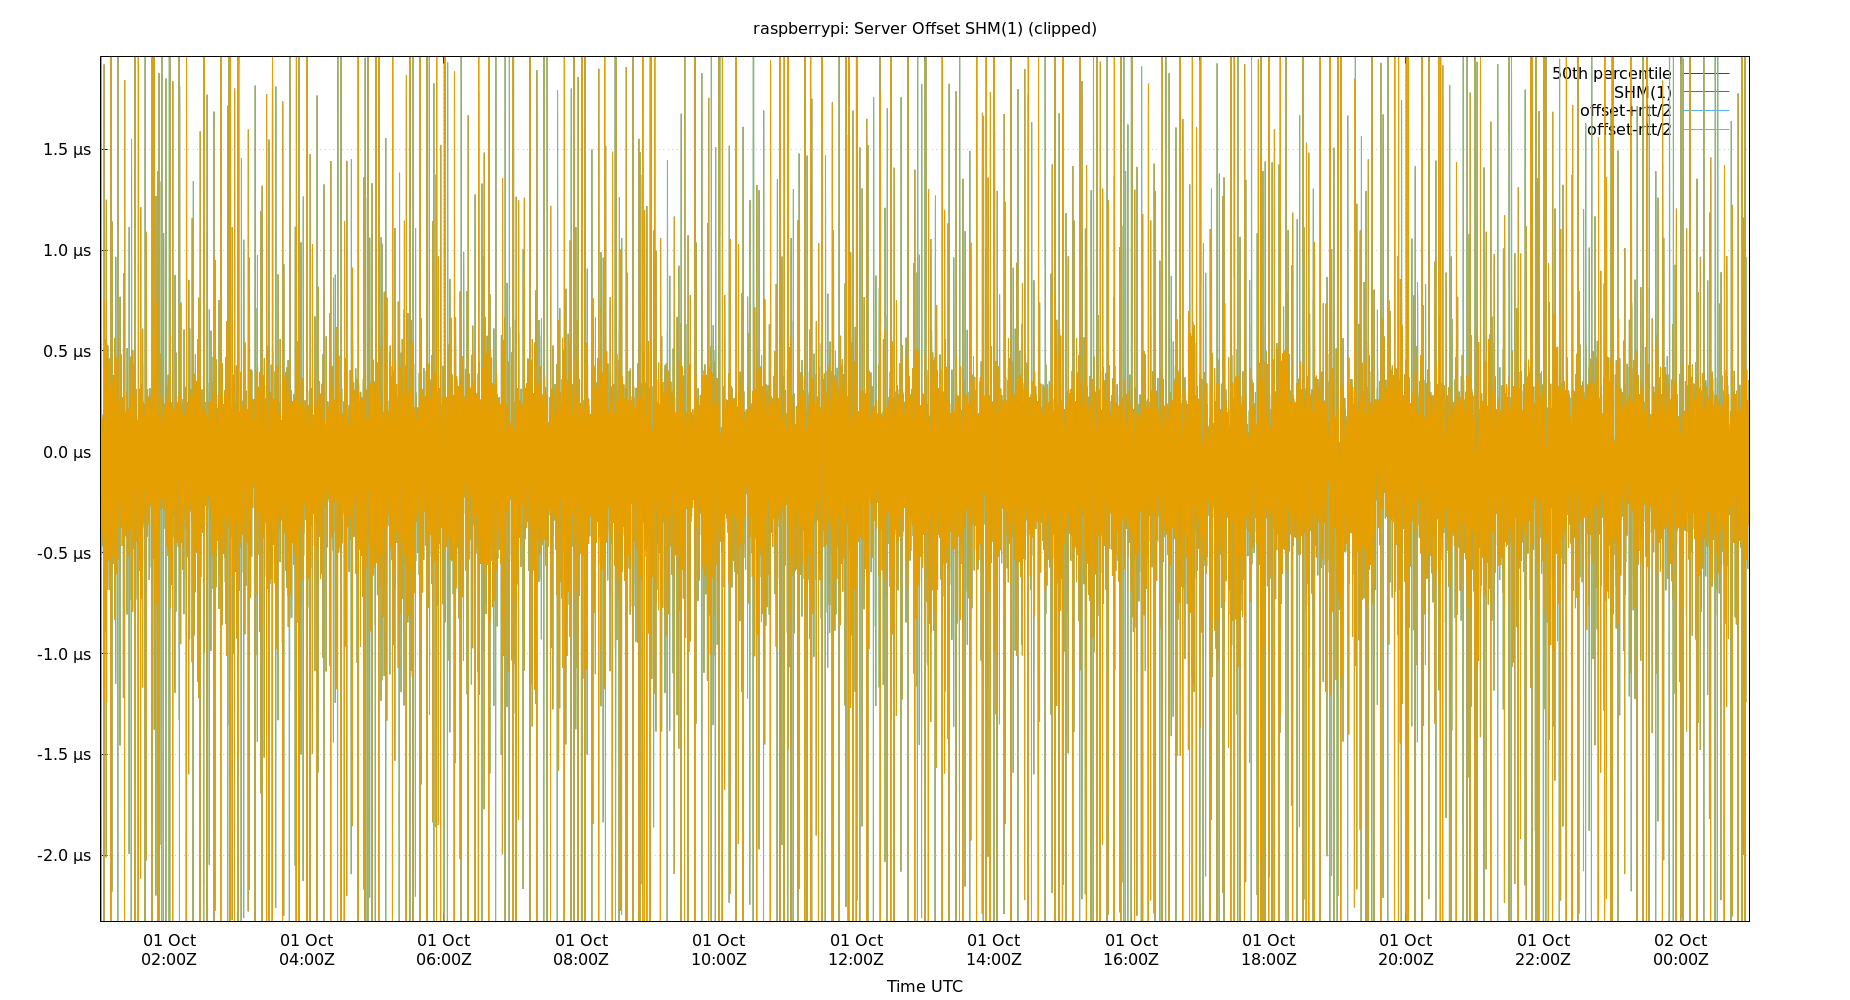 raspberrypi: Server Offset SHM(1) (clipped)
50th percentile
SHM(1)
offset+rtt/2
offset-rtt/2
1.5 µs
1.0 µs
0.5 µs
0.0 µs
-0.5 µs
-1.0 µs
-1.5 µs
-2.0 µs
01 Oct 01 Oct 01 Oct 01 Oct 01 Oct 01 Oct 01 Oct 01 Oct 01 Oct 01 Oct 01 Oct 02 Oct
02:00Z 04:00Z 06:00Z 08:00Z 10:00Z 12:00Z 14:00Z 16:00Z 18:00Z 20:00Z 22:00Z 00:00Z
Time UTC